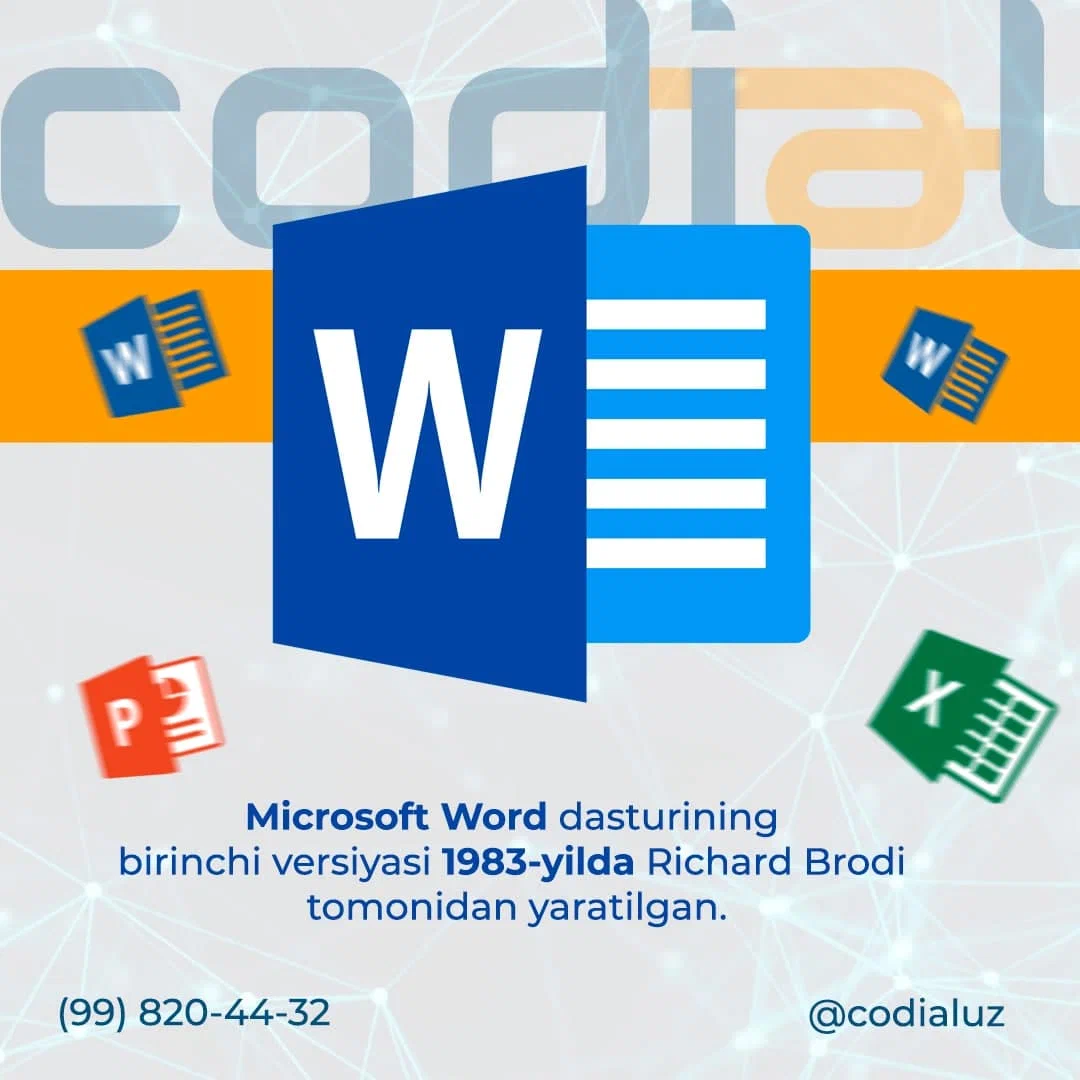 codial
W
W
W
P
X
Microsoft Word dasturining
birinchi versiyasi 1983-yilda Richard Brodi
tomonidan yaratilgan.
(99) 820-44-32
@codialuz